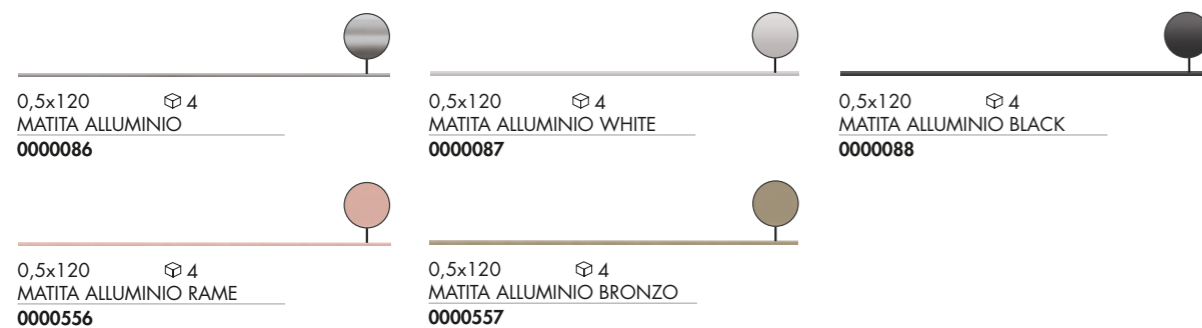 0,5x120 4
MATITA ALLUMINIO
0000086
0,5x120 4
MATITA ALLUMINIO WHITE
0000087
0,5x120 4
MATITA ALLUMINIO BLACK
0000088
0,5x120 4
MATITA ALLUMINIO RAME
0000556
0,5x120 4
MATITA ALLUMINIO BRONZO
0000557